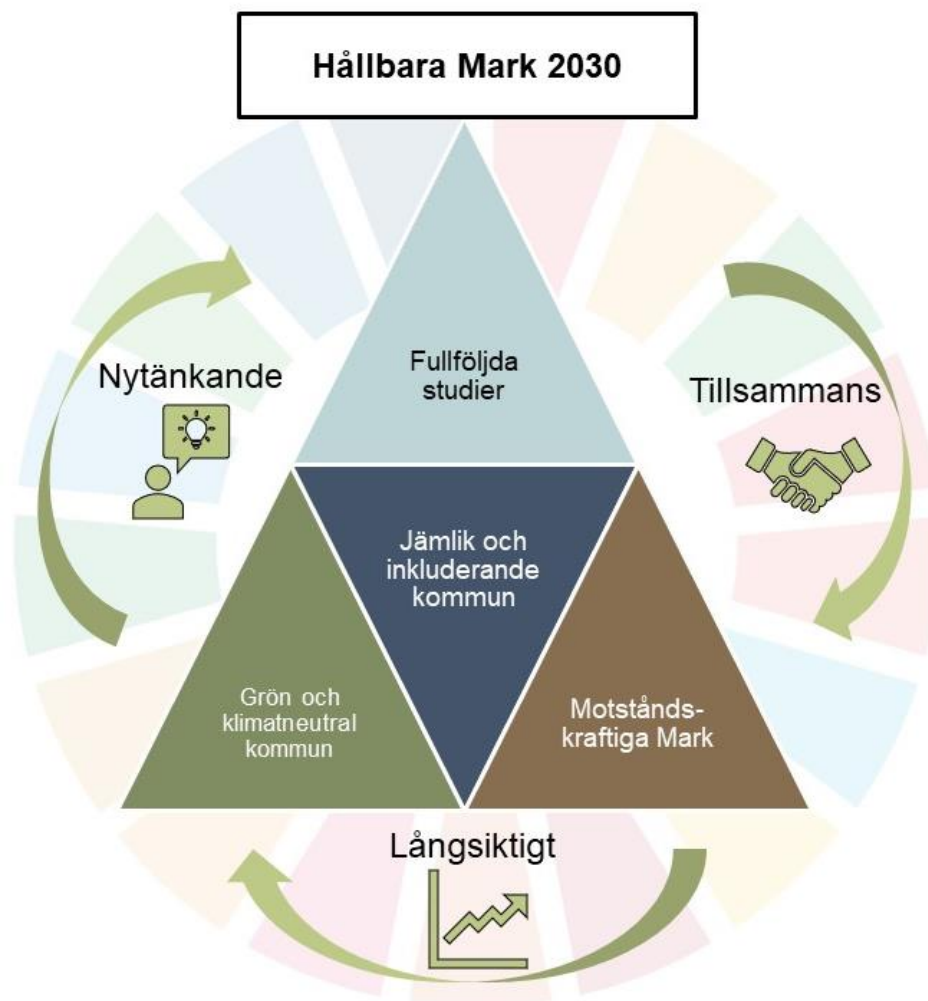 Hållbara Mark 2030
Fullföljda
studier
Nytänkande
Tillsammans
Jämlik och
inkluderande
kommun
Grön och
klimatneutral
kommun
Motstånds-
kraftiga Mark
Långsiktigt